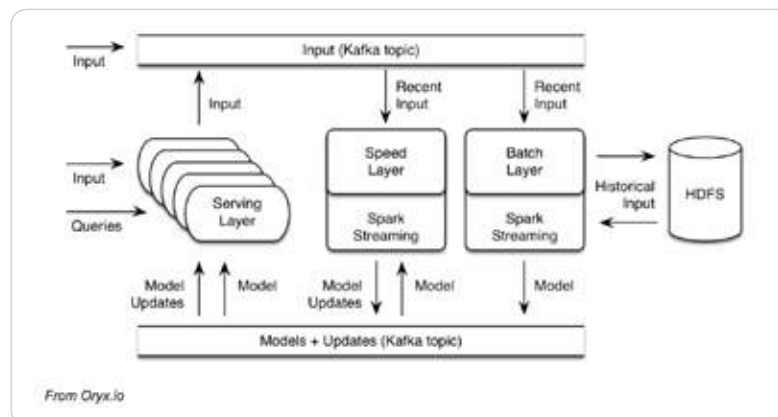 Input (Kafka topic)
Input
Input
Recent
Input
Recent
Input
Input
Queries
Serving
Layer
Speed
Layer
Spark
Streaming
Batch
Layer
Spark
Streaming
Historical
Input
HDFS
Model
Updates
Model
Model
Updates
Model
Model
Models + Updates (Kafka topic)
From Oryx.io